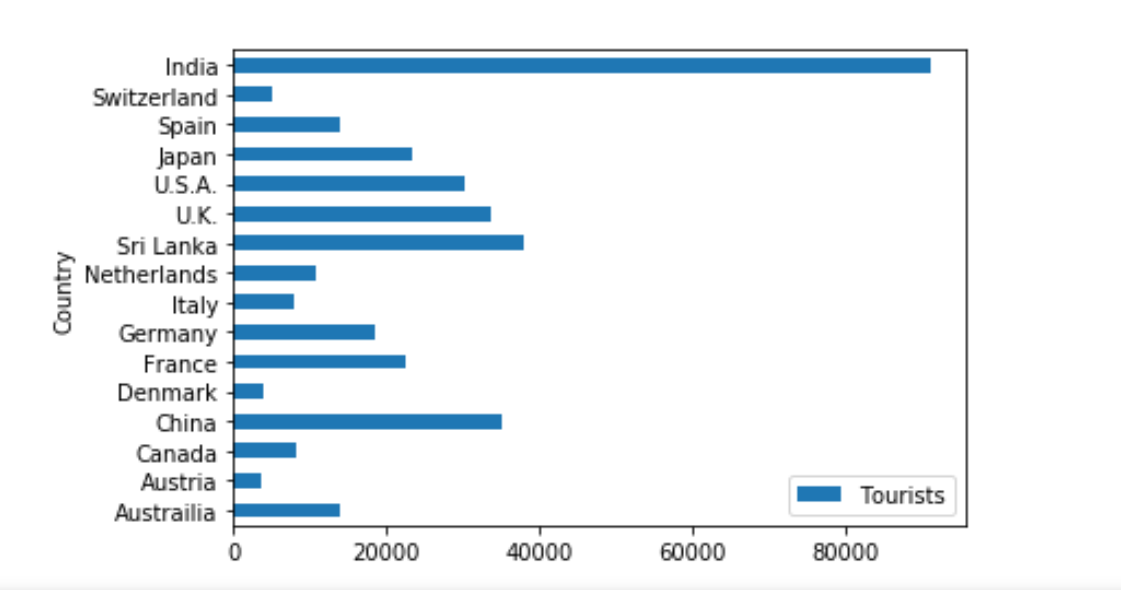 India
Switzerland
Spain
Japan
U.S.A.
U.K.
Sri Lanka
Netherlands
Italy
Germany
France
Denmark
China
Canada
Austria
Austrailia
Country
Tourists
0 20000 40000 60000 80000